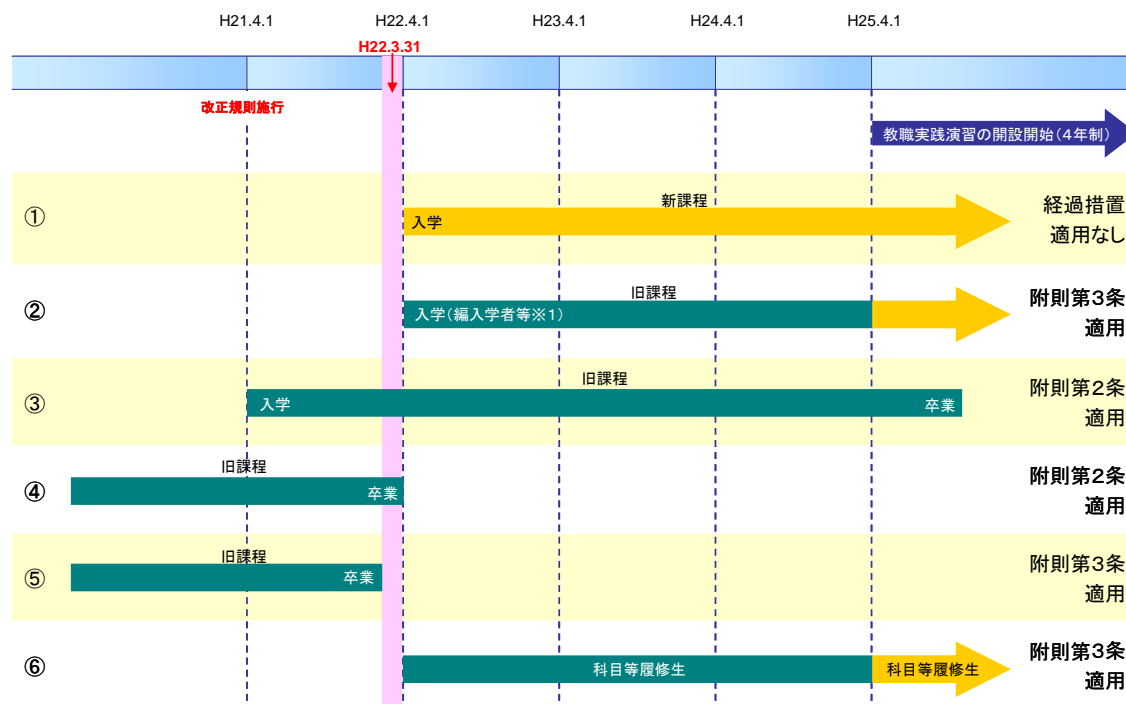 H21.4.1
H22.4.1
H23.4.1
H24.4.1
H25.4.1
H22.3.31
改正規則施行
教職実践演習の開設開始(4年制)
①
新課程
入学
経過措置
適用なし
②
旧課程
入学(編入学者等※1)
附則第3条
適用
③
旧課程
入学
卒業
附則第2条
適用
④
旧課程
卒業
附則第2条
適用
⑤
旧課程
卒業
附則第3条
適用
⑥
科目等履修生
科目等履修生
附則第3条
適用